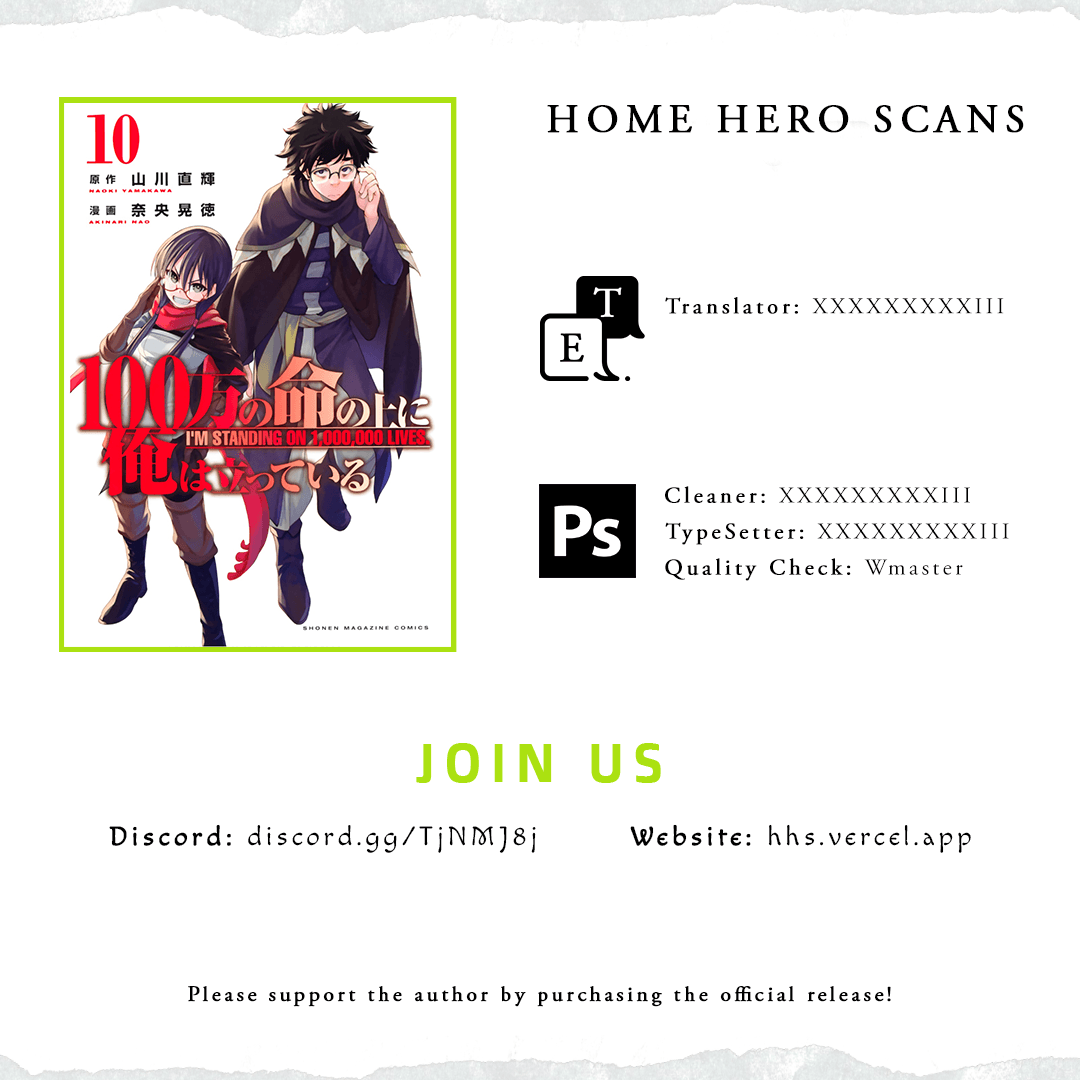 HOME HERO SCANS
10
原作 山川直輝
NAOKI YAMAKAWA
漫画 奈央晃徳
AKINARI NAO
100万の命の上に
I'M STANDING ON 1,000,000 LIVES.
俺は立っている
SHONEN MAGAZINE COMICS
T
E
Translator: XXXXXXXXXIII
Ps
Cleaner: XXXXXXXXXIII
TypeSetter: XXXXXXXXXIII
Quality Check: Wmaster
JOIN US
Discord: discord.gg/TjNMJ8j
Website: hhs.vercel.app
Please support the author by purchasing the official release!